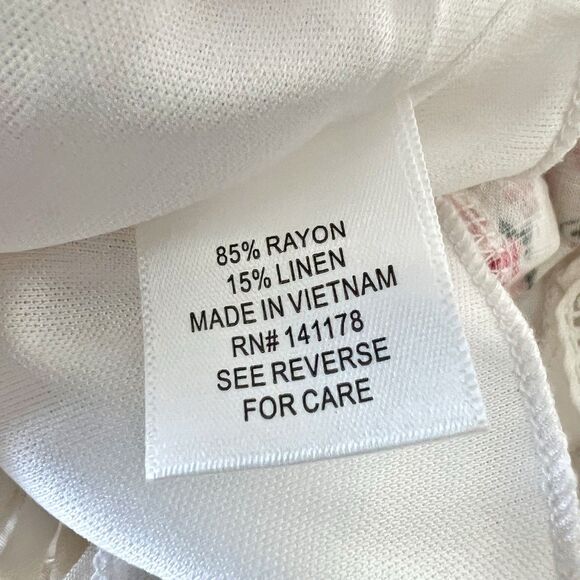 85% RAYON
15% LINEN
MADE IN VIETNAM
RN# 141178
SEE REVERSE
FOR CARE